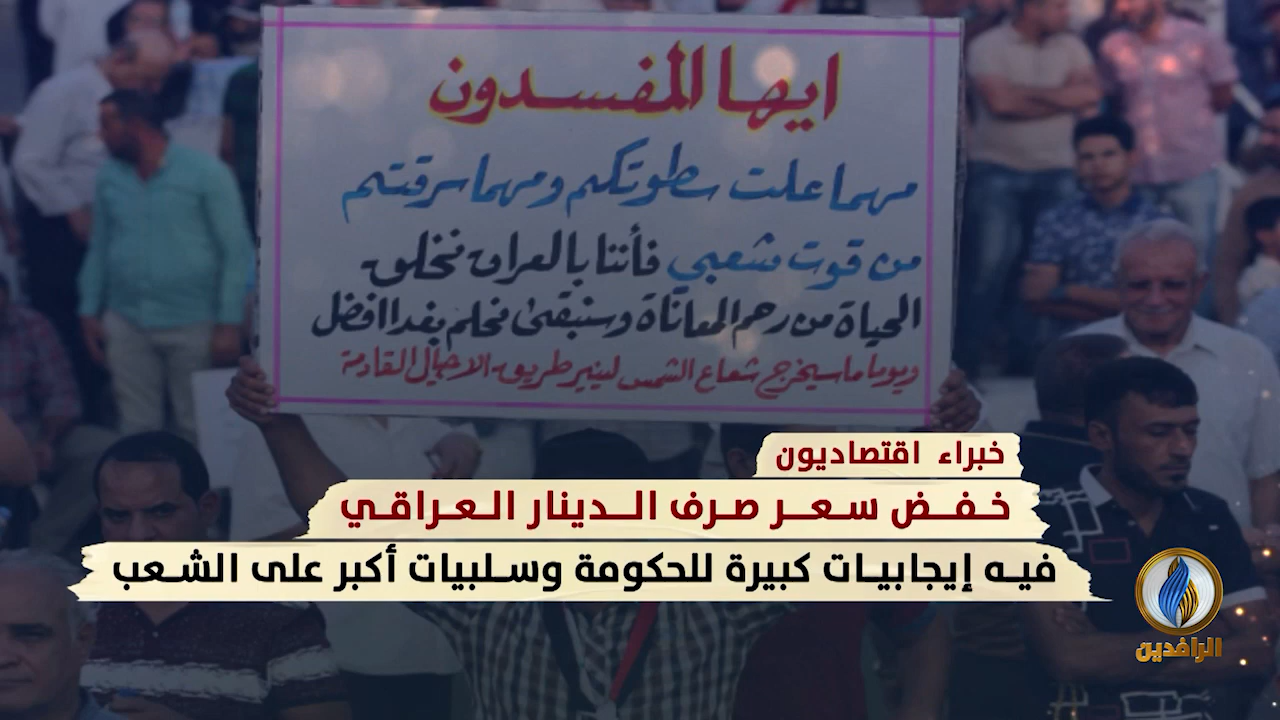 ايها المفسدون
مهما علت سطوتكم ومهما سرقتم
من قوت شعبي فأننا بالعراق نخلق
الحياة من رحم المعاناة وسنبقى نحلم بغد افضل
ويوما ما سيخرج شعاع الشمس لينير طريق الاجيال القادمة
خبراء اقتصاديون
خفض سعر صرف الدينار العراقي
فيه إيجابيات كبيرة للحكومة وسلبيات أكبر على الشعب
الرافدين